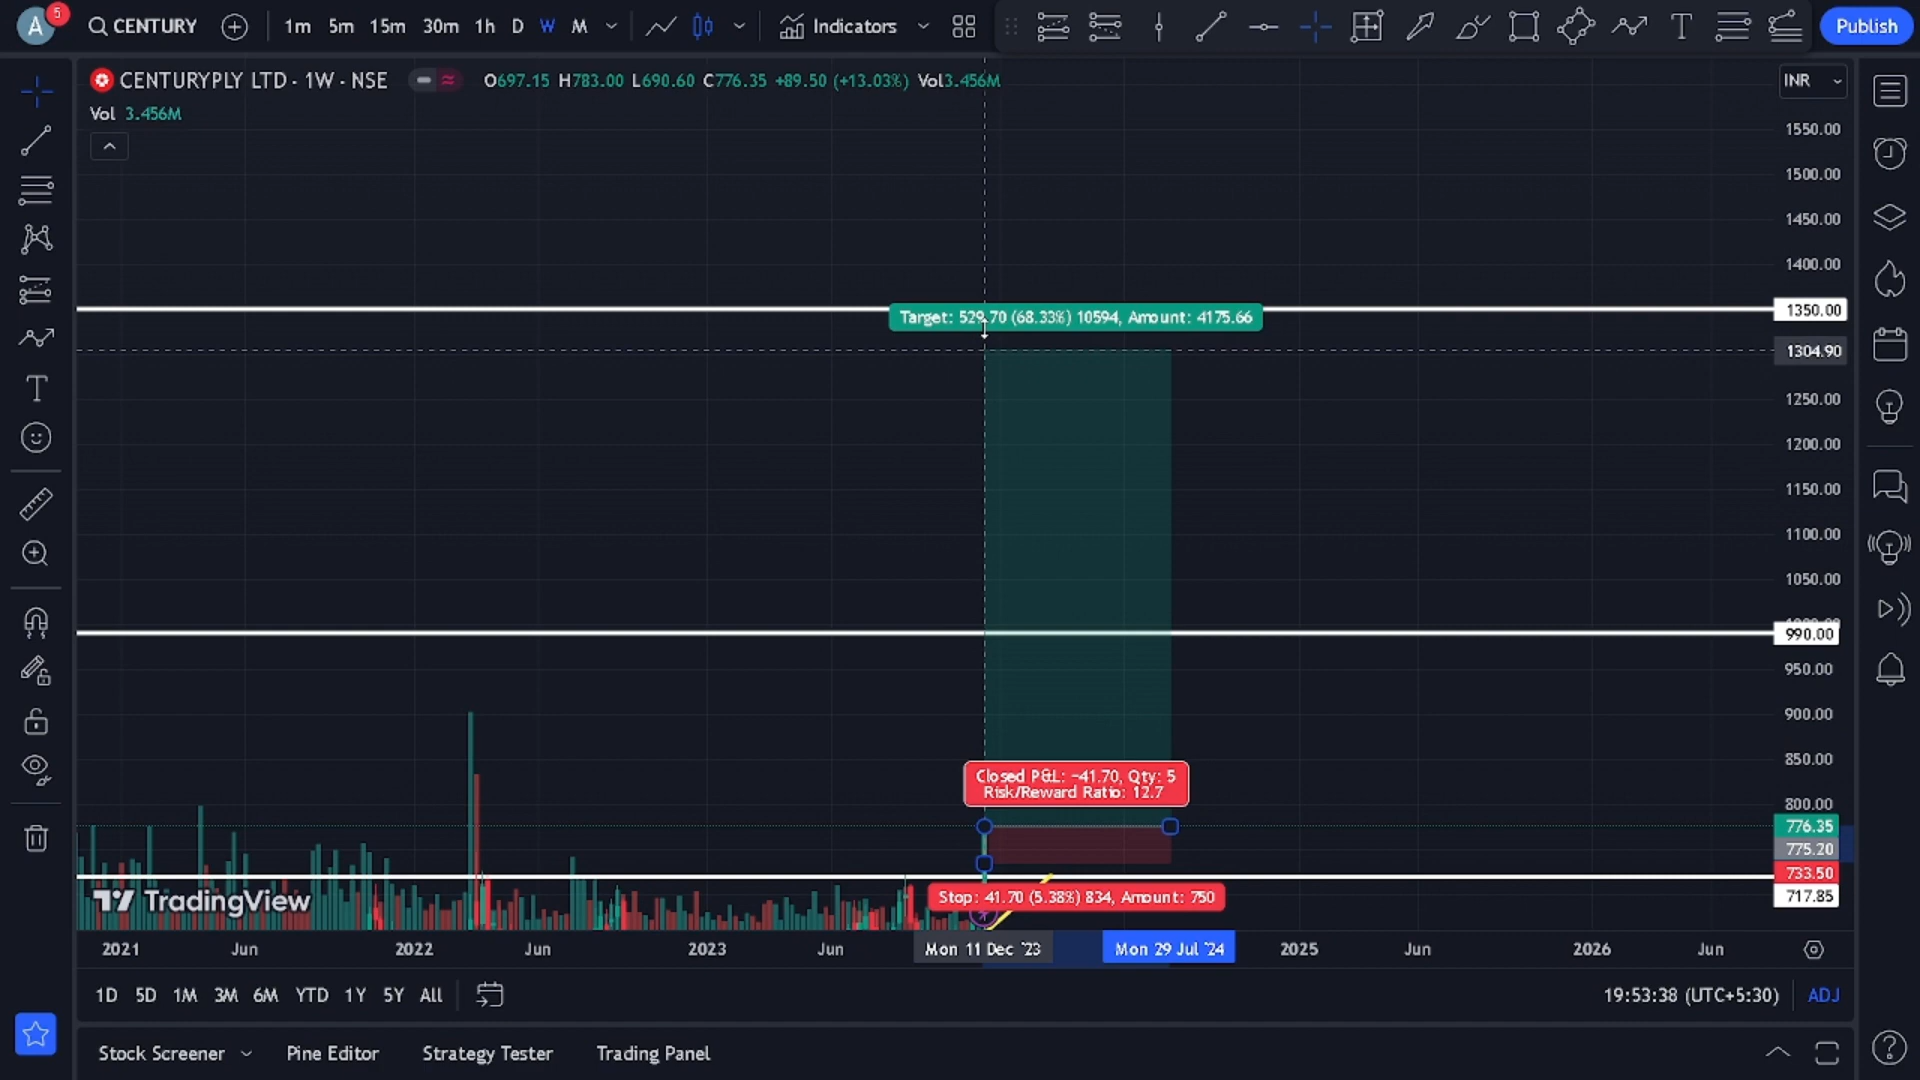 A
5
CENTURY
1m 5m 15m 30m 1h D W M
Indicators
Publish
CENTURYPLY LTD · 1W · NSE
O697.15 H783.00 L690.60 C776.35 +89.50 (+13.03%) Vol3.456M
INR
Vol 3.456M
1550.00
1500.00
1450.00
1400.00
1350.00
Target: 529.70 (68.33%) 10594, Amount: 4175.66
1304.90
1250.00
1200.00
1150.00
1100.00
1050.00
990.00
950.00
900.00
850.00
Closed P&L: −41.70, Qty: 5
Risk/Reward Ratio: 12.7
800.00
776.35
775.20
733.50
717.85
TradingView
Stop: 41.70 (5.38%) 834, Amount: 750
2021 Jun 2022 Jun 2023 Jun Mon 11 Dec '23 Mon 29 Jul '24 2025 Jun 2026 Jun
1D 5D 1M 3M 6M YTD 1Y 5Y All
19:53:38 (UTC+5:30) ADJ
Stock Screener Pine Editor Strategy Tester Trading Panel